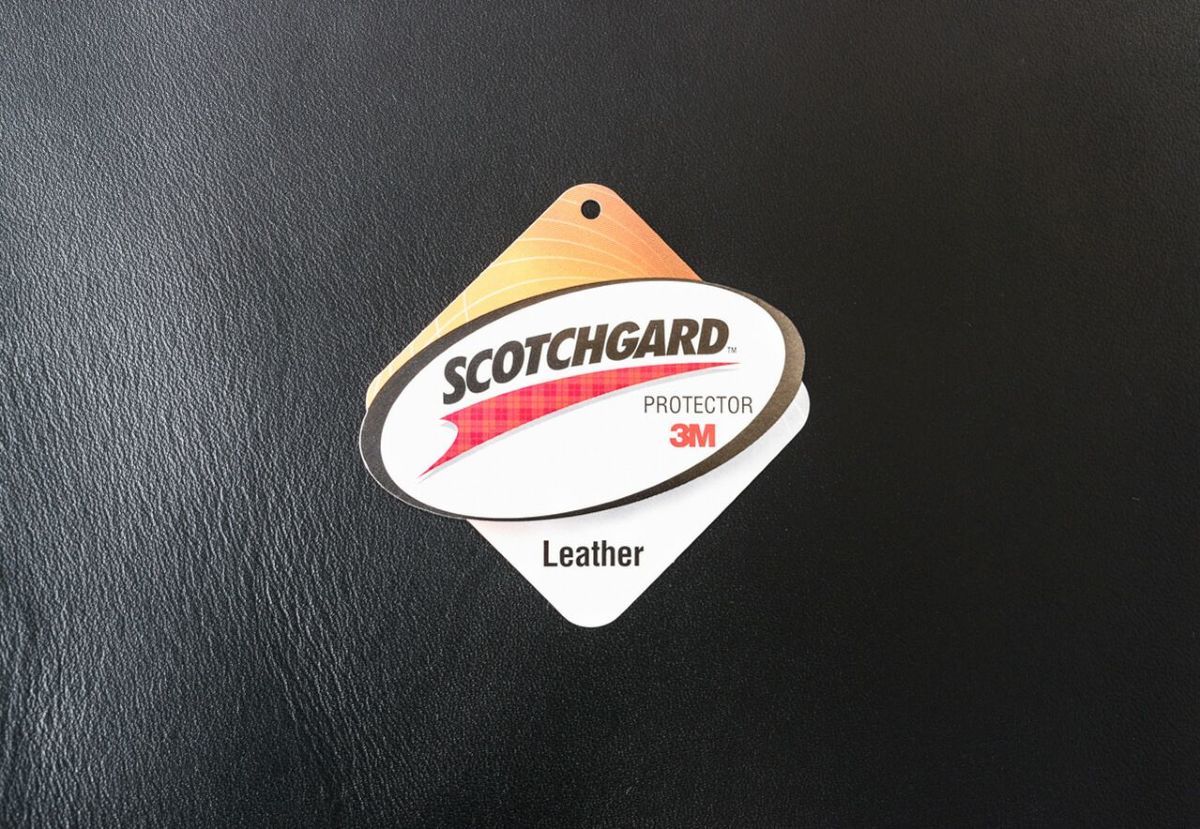 SCOTCHGARD™
PROTECTOR
3M
Leather